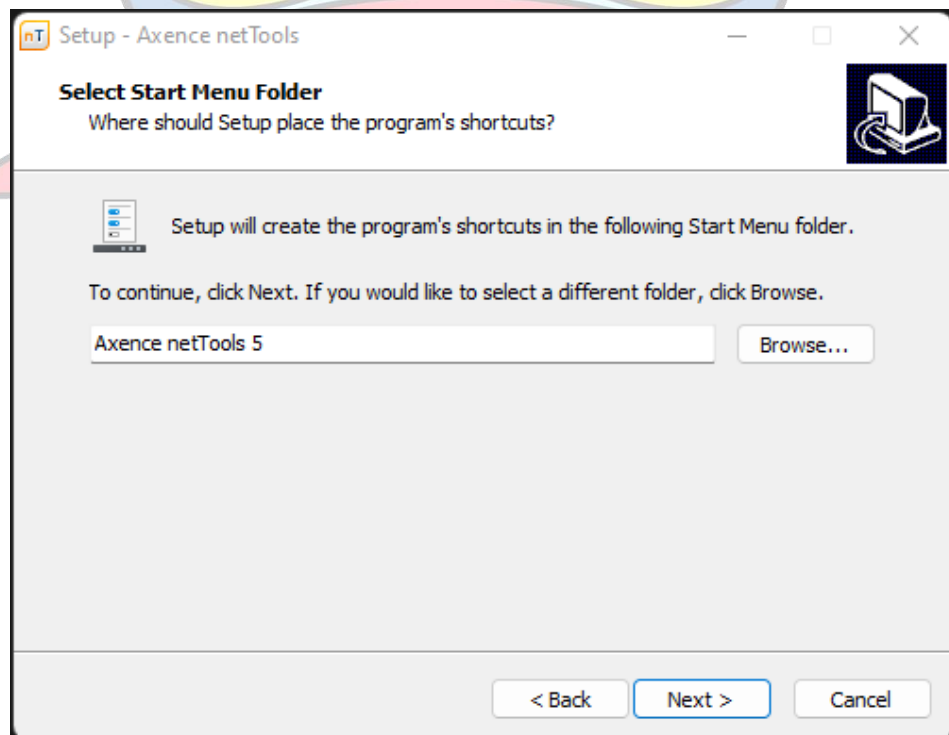 nT Setup - Axence netTools
Select Start Menu Folder
Where should Setup place the program's shortcuts?
Setup will create the program's shortcuts in the following Start Menu folder.
To continue, click Next. If you would like to select a different folder, click Browse.
Axence netTools 5 Browse...
< Back Next > Cancel